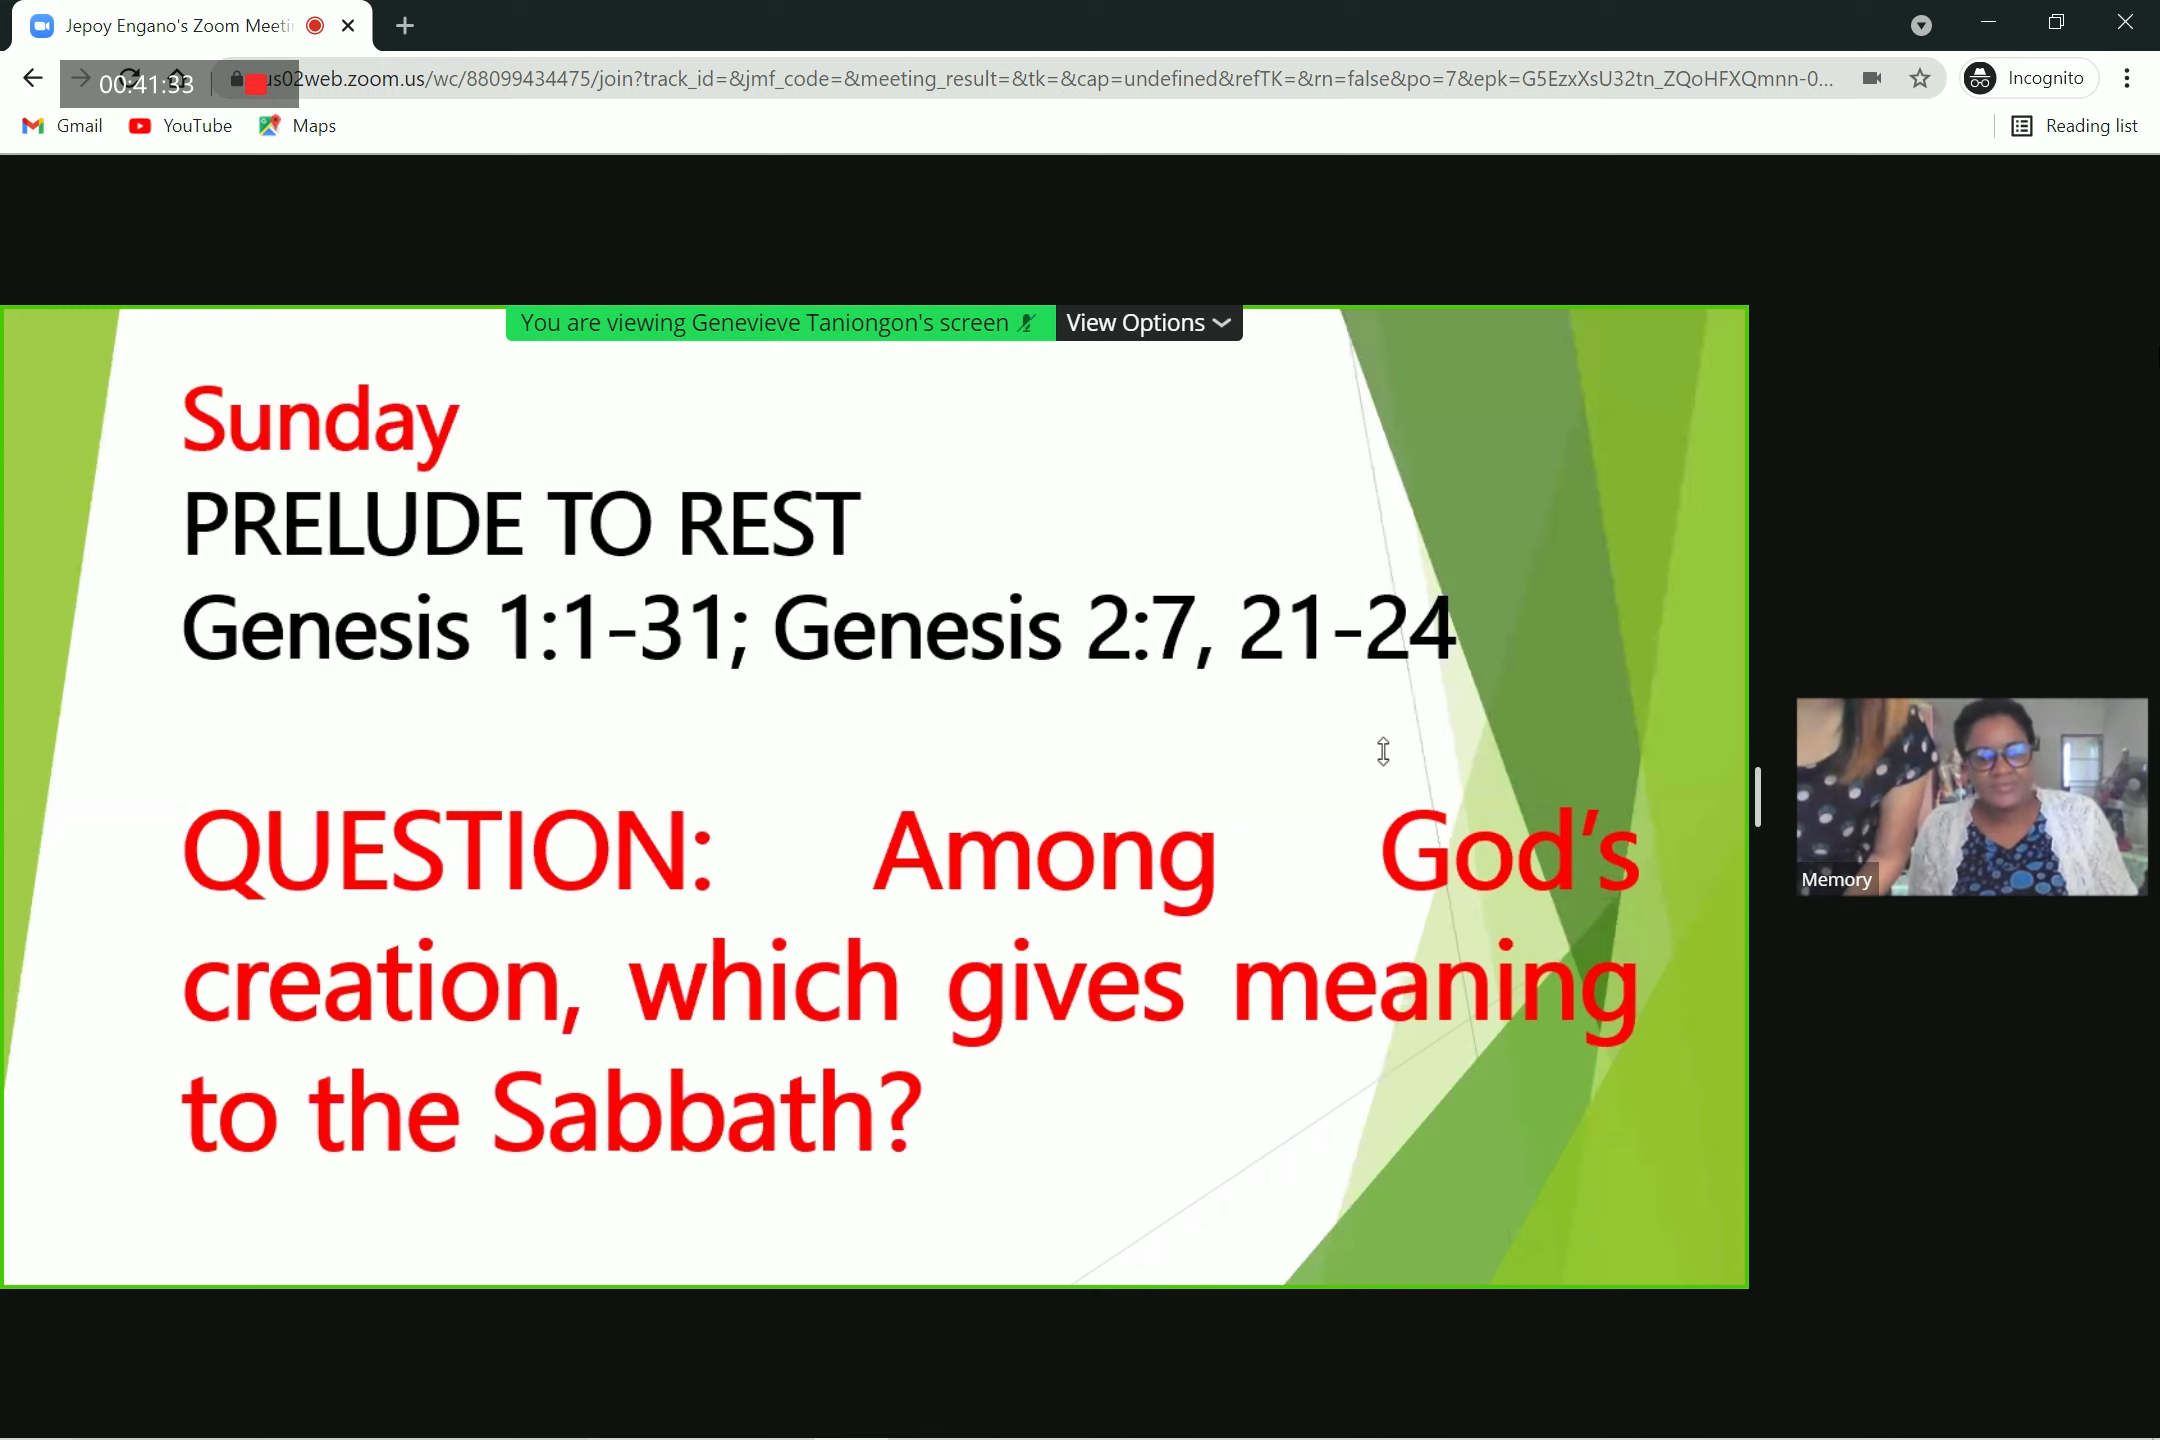 Jepoy Engano's Zoom Meeti
00:41:33
us02web.zoom.us/wc/88099434475/join?track_id=&jmf_code=&meeting_result=&tk=&cap=undefined&refTK=&rn=false&po=7&epk=G5EzxXsU32tn_ZQoHFXQmnn-0...
Incognito
Gmail YouTube Maps Reading list
You are viewing Genevieve Taniongon's screen View Options
Sunday
PRELUDE TO REST
Genesis 1:1-31; Genesis 2:7, 21-24
QUESTION: Among God’s
creation, which gives meaning
to the Sabbath?
Memory